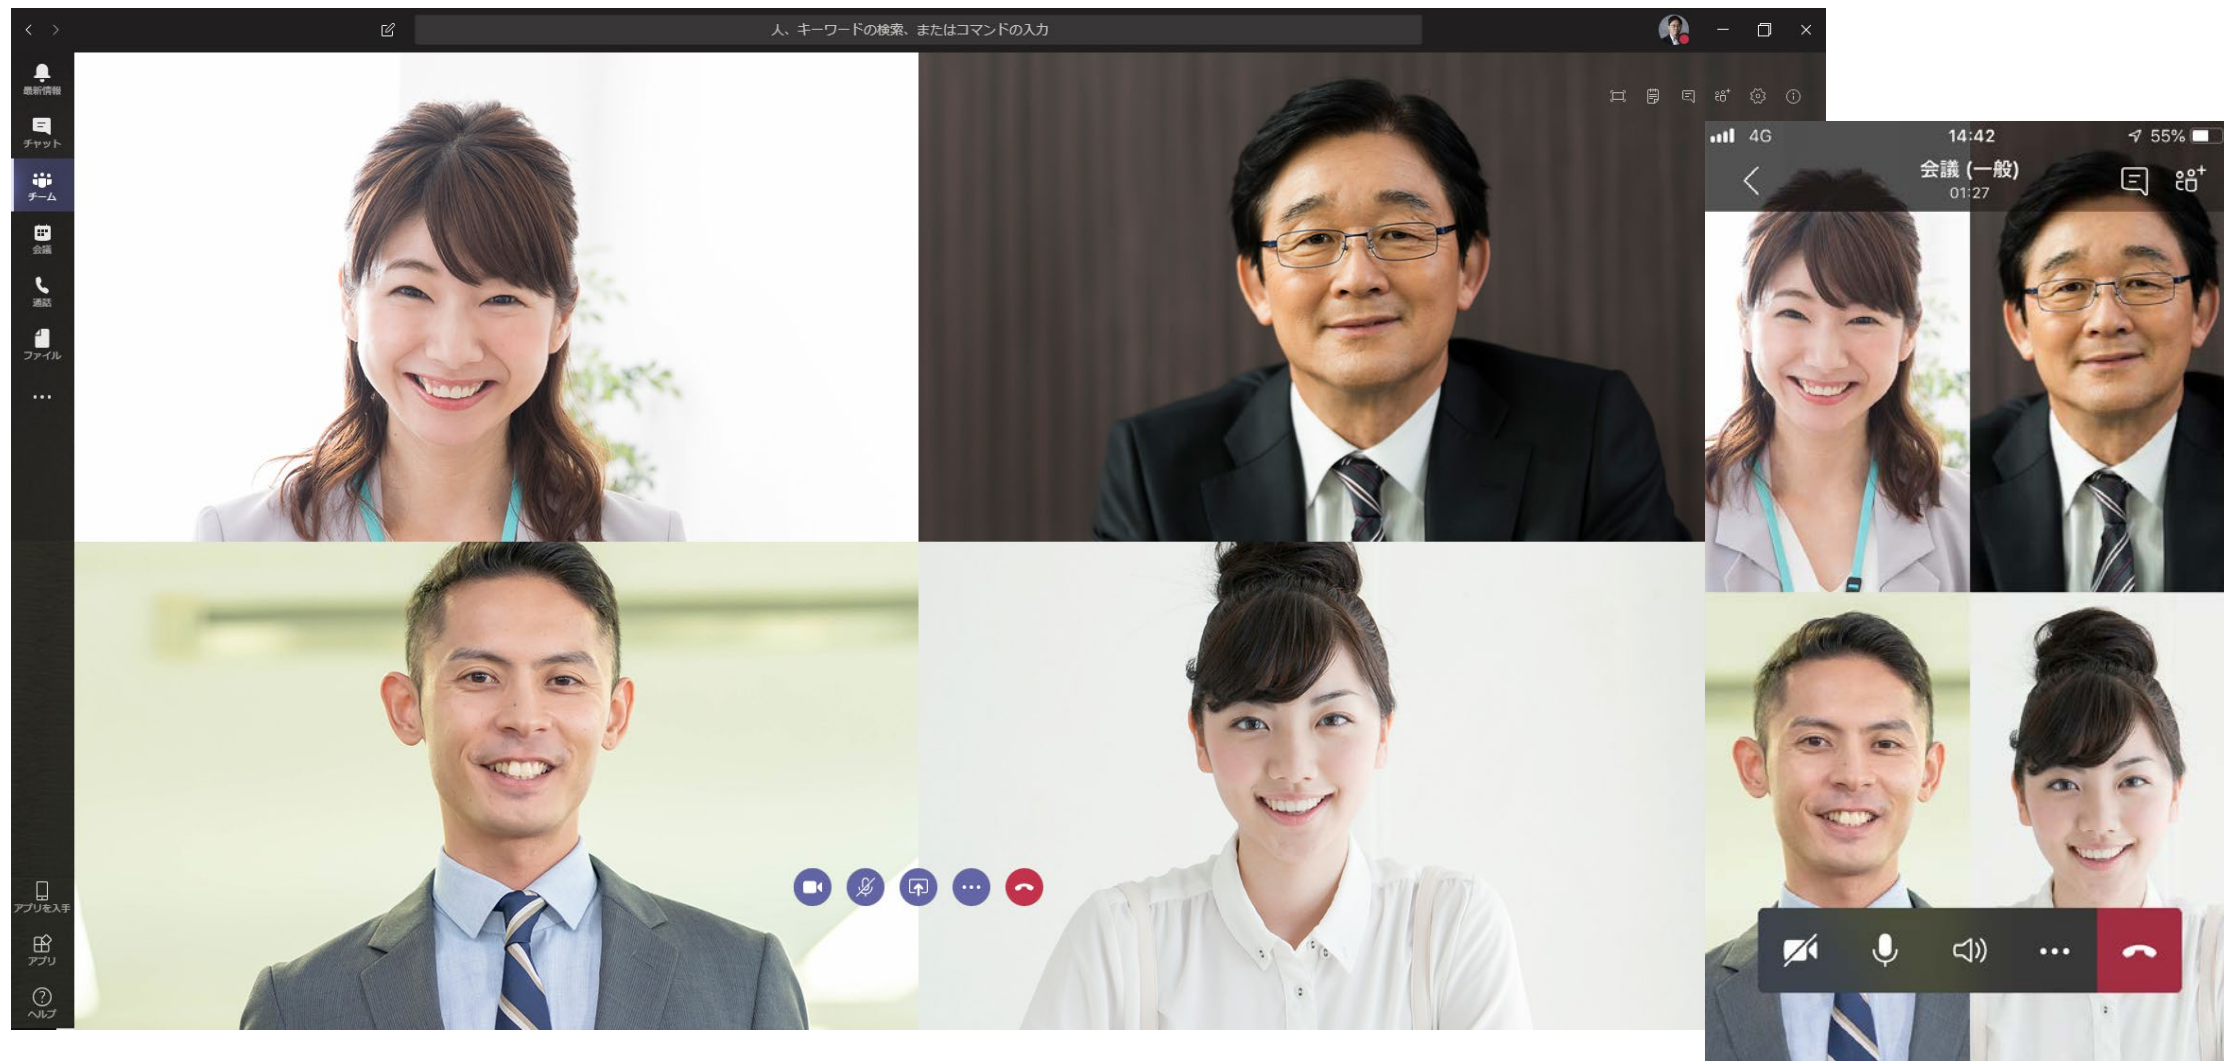 人、キーワードの検索、またはコマンドの入力
最新情報
チャット
チーム
会議
通話
ファイル
アプリを入手
アプリ
ヘルプ
4G
14:42
55%
会議 (一般)
01:27